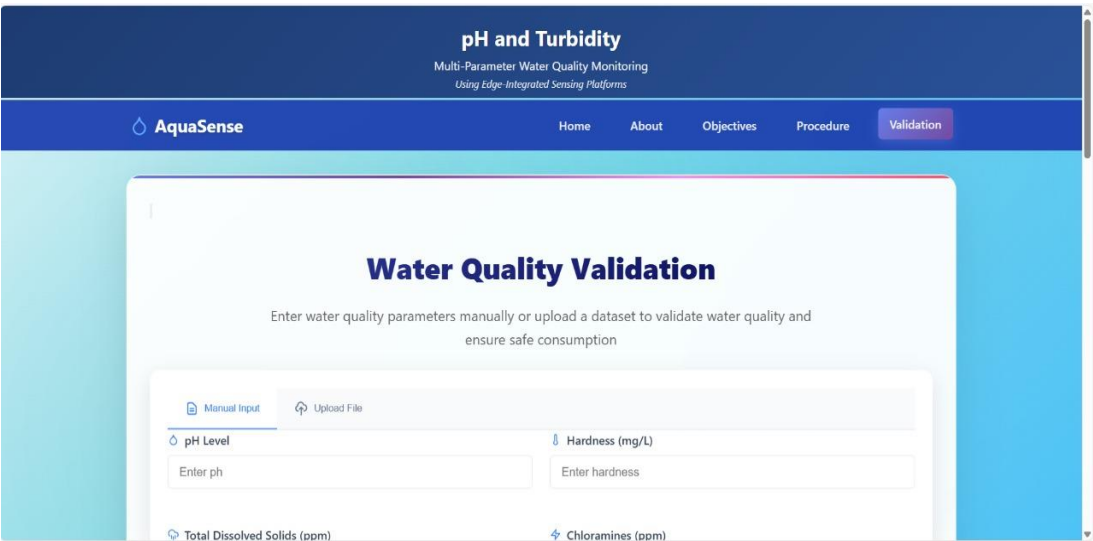 pH and Turbidity
Multi-Parameter Water Quality Monitoring
Using Edge-Integrated Sensing Platforms
AquaSense
Home About Objectives Procedure Validation
Water Quality Validation
Enter water quality parameters manually or upload a dataset to validate water quality and
ensure safe consumption
Manual Input Upload File
pH Level Hardness (mg/L)
Enter ph Enter hardness
Total Dissolved Solids (ppm) Chloramines (ppm)